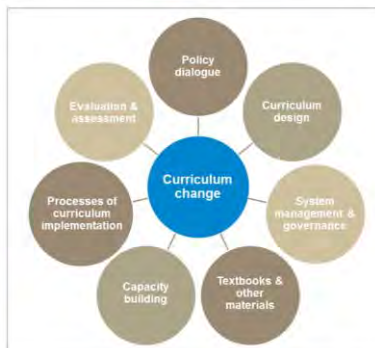 Policy
dialogue
Curriculum
design
System
management &
governance
Textbooks &
other
materials
Capacity
building
Processes of
curriculum
implementation
Evaluation &
assessment
Curriculum
change